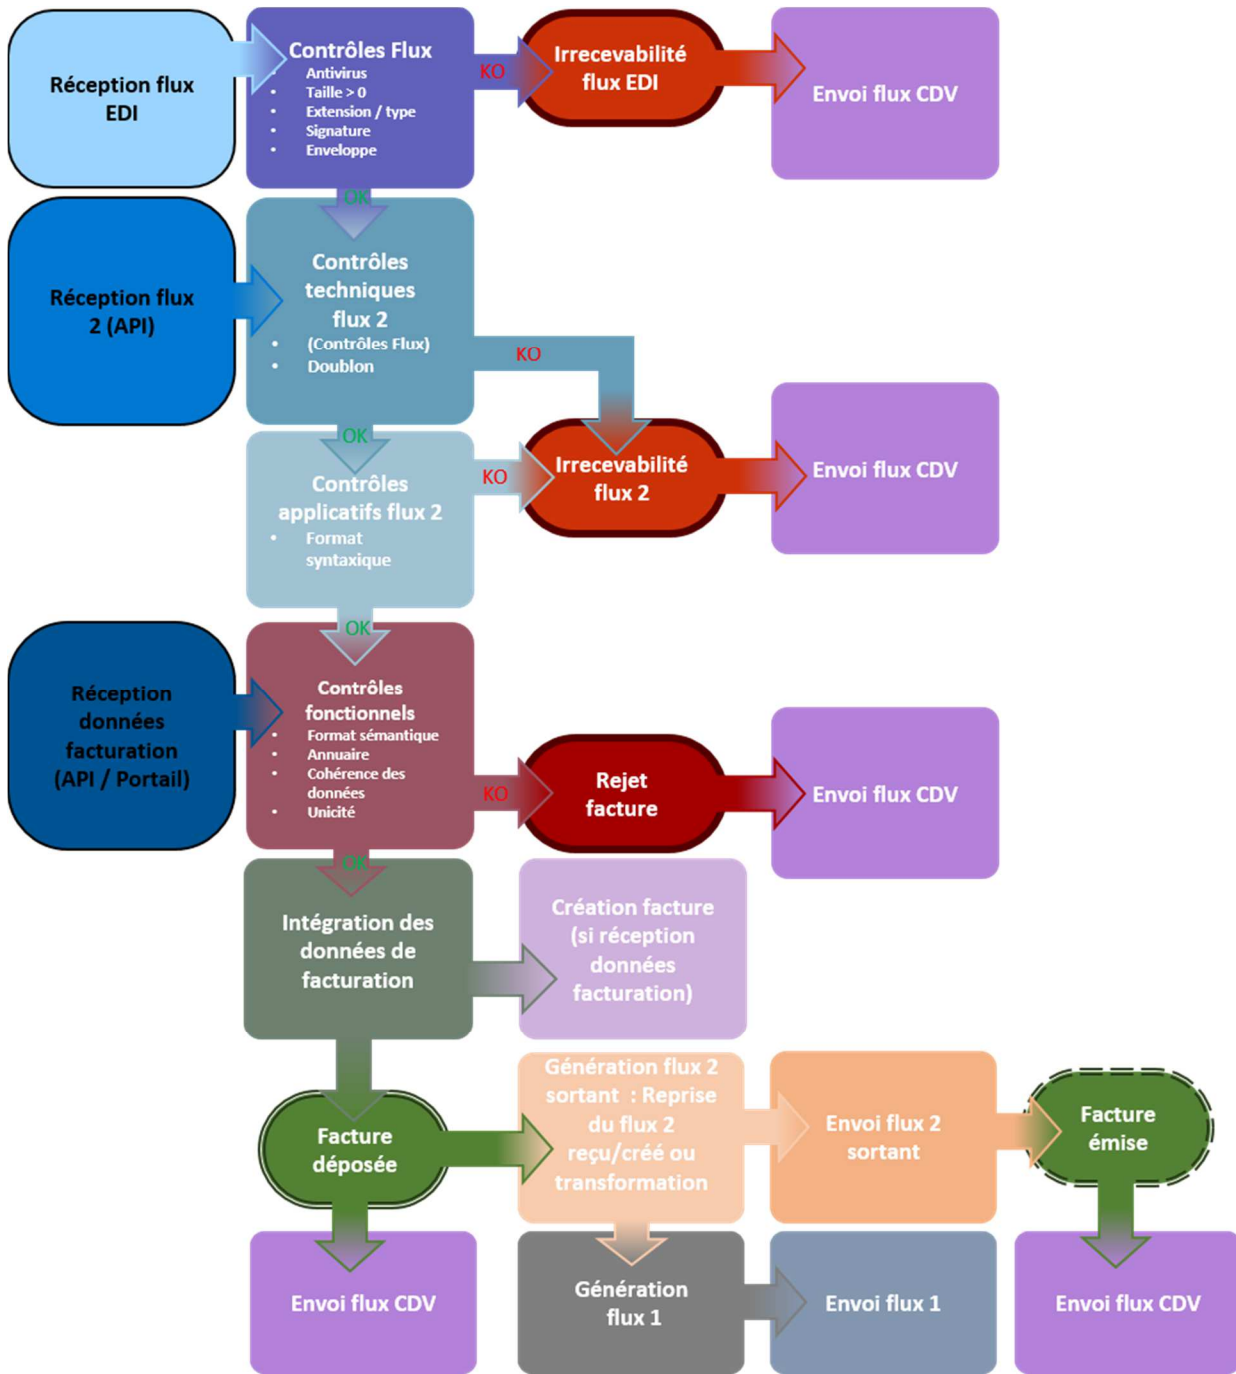 Réception flux
EDI
Contrôles Flux
• Antivirus
• Taille > 0
• Extension / type
• Signature
• Enveloppe
KO
Irrecevabilité
flux EDI
Envoi flux CDV
OK
Réception flux
2 (API)
Contrôles
techniques
flux 2
• (Contrôles Flux)
• Doublon
KO
OK
Contrôles
applicatifs flux 2
• Format
syntaxique
KO
Irrecevabilité
flux 2
Envoi flux CDV
OK
Réception
données
facturation
(API / Portail)
Contrôles
fonctionnels
• Format sémantique
• Annuaire
• Cohérence des
données
• Unicité
KO
Rejet
facture
Envoi flux CDV
OK
Intégration des
données de
facturation
Création facture
(si réception
données
facturation)
Facture
déposée
Génération flux 2
sortant : Reprise
du flux 2
reçu/créé ou
transformation
Envoi flux 2
sortant
Facture
émise
Envoi flux CDV
Génération
flux 1
Envoi flux 1
Envoi flux CDV